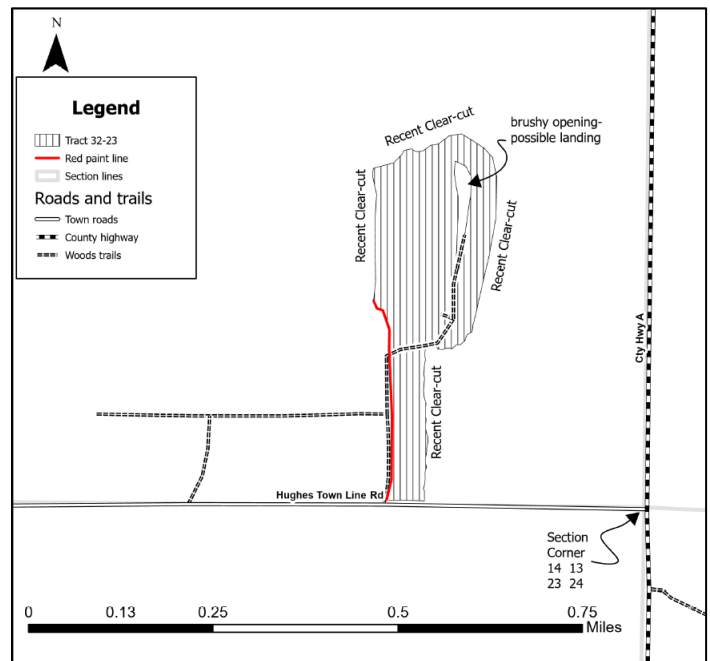 N
Legend
Tract 32-23
Red paint line
Section lines
Roads and trails
Town roads
County highway
Woods trails
brushy opening-
possible landing
Recent Clear-cut
Recent Clear-cut
Recent Clear-cut
Recent Clear-cut
Cty Hwy A
Hughes Town Line Rd
Section
Corner
14 13
23 24
0 0.13 0.25 0.5 0.75
Miles